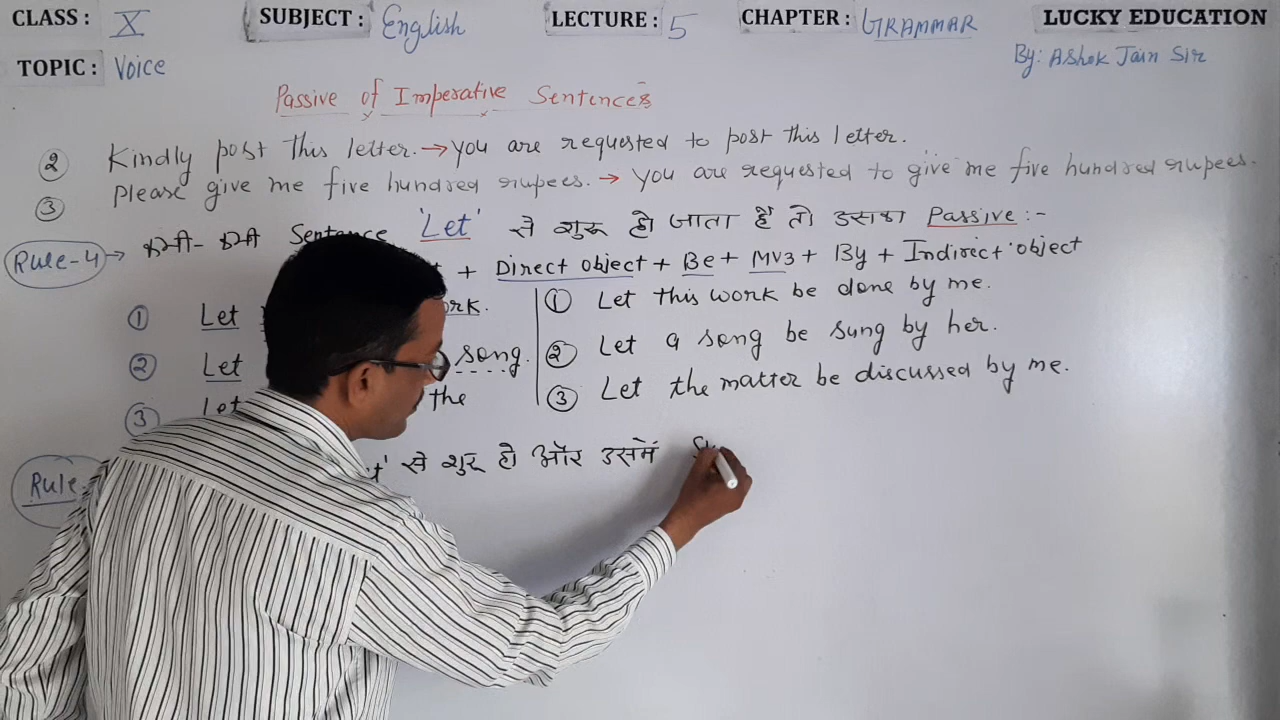 CLASS : X SUBJECT : English LECTURE : 5 CHAPTER : GRAMMAR LUCKY EDUCATION
TOPIC : Voice By: Ashok Jain Sir
Passive of Imperative Sentences
② Kindly post this letter. → You are requested to post this letter.
③ Please give me five hundred rupees. → You are requested to give me five hundred rupees.
Rule-4 → कभी-कभी Sentence 'Let' से शुरू हो जाता है तो उसका Passive :-
+ Direct object + Be + MV3 + By + Indirect object
① Let
② Let song.
③ Let the
① Let this work be done by me.
② Let a song be sung by her.
③ Let the matter be discussed by me.
Rule- से शुरू हो और उसमें